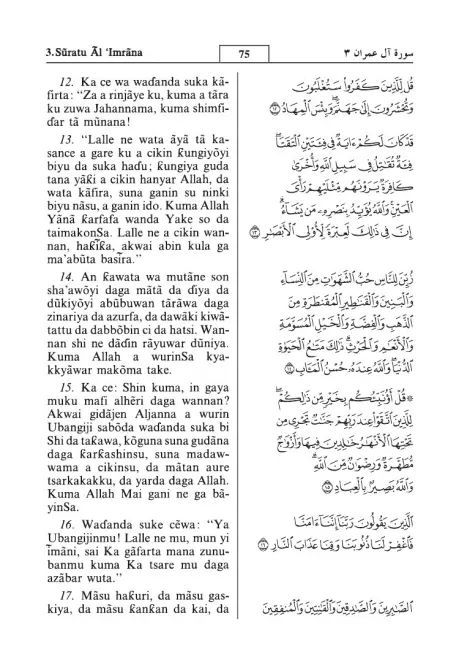 3. Sūratu Āl ‘Imrāna
75
سورة آل عمران ٣
12. Ka ce wa waɗanda suka kā-
firta: “Za a rinjāye ku, kuma a tāra
ku zuwa Jahannama, kuma shimfi-
ɗar tā mūnana!
13. “Lalle ne wata āyā tā ka-
sance a gare ku a cikin ƙungiyōyi
biyu da suka haɗu; ƙungiya guda
tana yāƙi a cikin hanyar Allah, da
wata kāfira, suna ganin su ninki
biyu nāsu, a ganin ido. Kuma Allah
Yānā ƙarfafa wanda Yake so da
taimakonSa. Lalle ne a cikin wan-
nan, haƙīƙa, akwai abin kula ga
ma’abūta basīra.”
14. An ƙawata wa mutāne son
sha’awōyi daga mātā da ɗiya da
dūkiyōyi abūbuwan tārāwa daga
zinariya da azurfa, da dawāki kiwā-
tattu da dabbōbin ci da hatsi. Wan-
nan shi ne dāɗin rāyuwar dūniya.
Kuma Allah a wurinSa kya-
kkyāwar makōma take.
15. Ka ce: Shin kuma, in gaya
muku mafi alhēri daga wannan?
Akwai gidājen Aljanna a wurin
Ubangiji sabōda waɗanda suka bi
Shi da taƙawa, kōguna suna gudāna
daga ƙarƙashinsu, suna madaw-
wama a cikinsu, da mātan aure
tsarkakakku, da yarda daga Allah.
Kuma Allah Mai gani ne ga bā-
yinSa.
16. Waɗanda suke cēwa: “Ya
Ubangijinmu! Lalle ne mu, mun yi
īmāni, sai Ka gāfarta mana zunu-
banmu kuma Ka tsare mu daga
azābar wuta.”
17. Māsu haƙuri, da māsu gas-
kiya, da māsu ƙanƙan da kai, da
قُل لِّلَّذِينَ كَفَرُوا۟ سَتُغْلَبُونَ
وَتُحْشَرُونَ إِلَىٰ جَهَنَّمَ ۚ وَبِئْسَ ٱلْمِهَادُ ١٢
قَدْ كَانَ لَكُمْ ءَايَةٌ فِى فِئَتَيْنِ ٱلْتَقَتَا ۖ
فِئَةٌ تُقَٰتِلُ فِى سَبِيلِ ٱللَّهِ وَأُخْرَىٰ
كَافِرَةٌ يَرَوْنَهُم مِّثْلَيْهِمْ رَأْىَ
ٱلْعَيْنِ ۚ وَٱللَّهُ يُؤَيِّدُ بِنَصْرِهِۦ مَن يَشَآءُ ۗ
إِنَّ فِى ذَٰلِكَ لَعِبْرَةً لِّأُو۟لِى ٱلْأَبْصَٰرِ ١٣
زُيِّنَ لِلنَّاسِ حُبُّ ٱلشَّهَوَٰتِ مِنَ ٱلنِّسَآءِ
وَٱلْبَنِينَ وَٱلْقَنَٰطِيرِ ٱلْمُقَنطَرَةِ مِنَ
ٱلذَّهَبِ وَٱلْفِضَّةِ وَٱلْخَيْلِ ٱلْمُسَوَّمَةِ
وَٱلْأَنْعَٰمِ وَٱلْحَرْثِ ۗ ذَٰلِكَ مَتَٰعُ ٱلْحَيَوٰةِ
ٱلدُّنْيَا ۖ وَٱللَّهُ عِندَهُۥ حُسْنُ ٱلْمَـَٔابِ ١٤
۞ قُلْ أَؤُنَبِّئُكُم بِخَيْرٍ مِّن ذَٰلِكُمْ ۚ
لِلَّذِينَ ٱتَّقَوْا۟ عِندَ رَبِّهِمْ جَنَّٰتٌ تَجْرِى مِن
تَحْتِهَا ٱلْأَنْهَٰرُ خَٰلِدِينَ فِيهَا وَأَزْوَٰجٌ
مُّطَهَّرَةٌ وَرِضْوَٰنٌ مِّنَ ٱللَّهِ ۗ
وَٱللَّهُ بَصِيرٌۢ بِٱلْعِبَادِ ١٥
ٱلَّذِينَ يَقُولُونَ رَبَّنَآ إِنَّنَآ ءَامَنَّا
فَٱغْفِرْ لَنَا ذُنُوبَنَا وَقِنَا عَذَابَ ٱلنَّارِ ١٦
ٱلصَّٰبِرِينَ وَٱلصَّٰدِقِينَ وَٱلْقَٰنِتِينَ وَٱلْمُنفِقِينَ